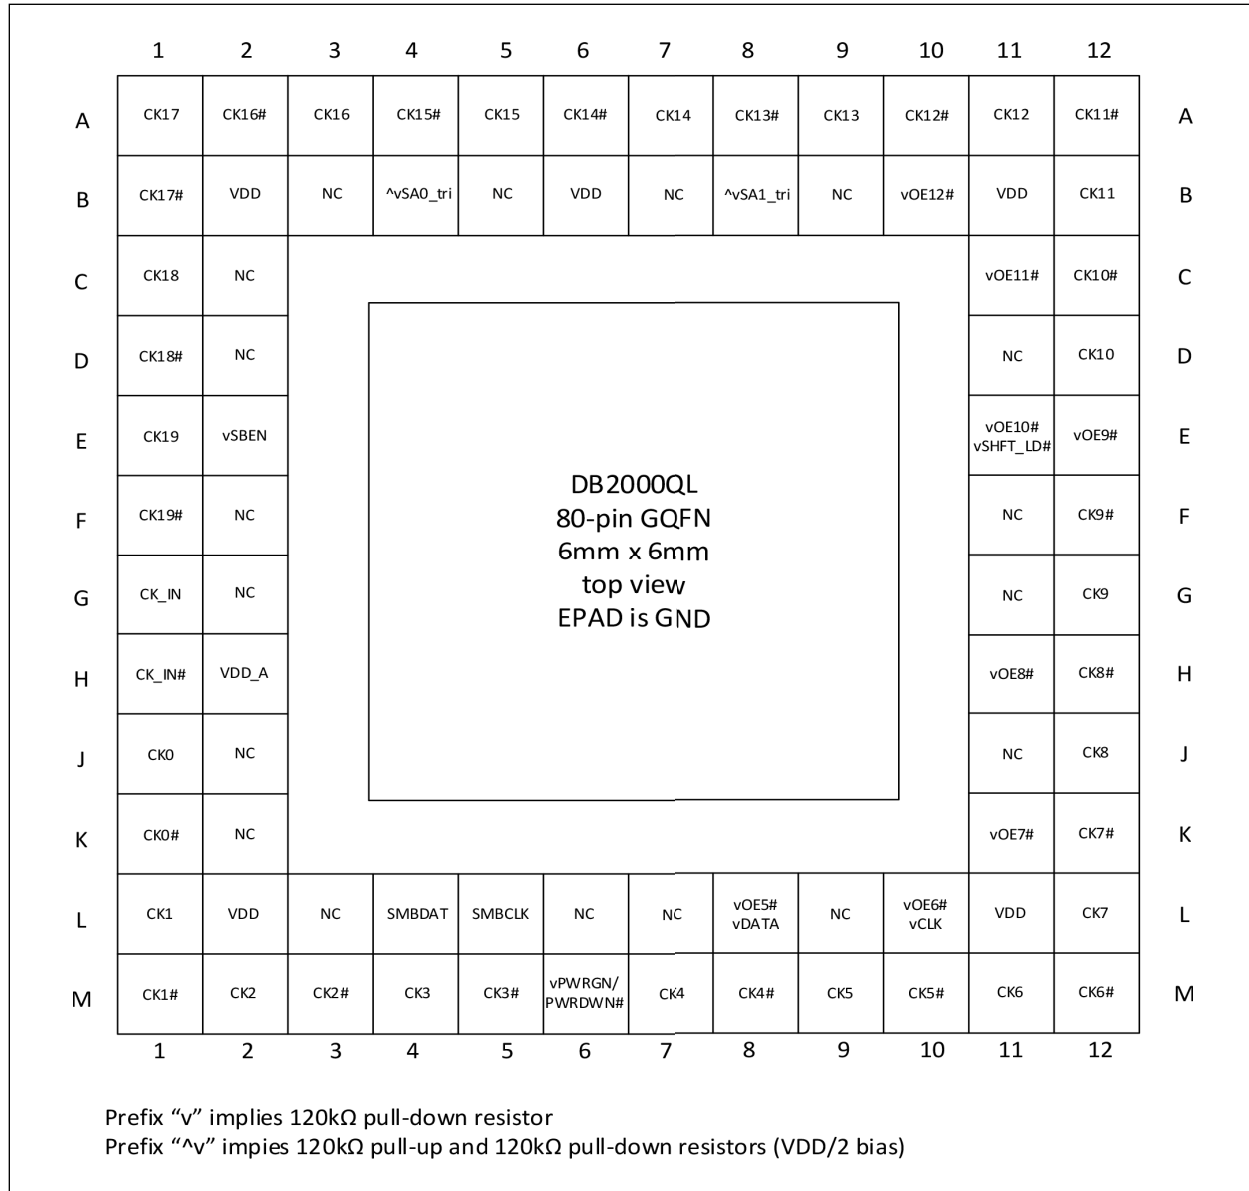 1 2 3 4 5 6 7 8 9 10 11 12
A CK17 CK16# CK16 CK15# CK15 CK14# CK14 CK13# CK13 CK12# CK12 CK11# A
B CK17# VDD NC ^vSA0_tri NC VDD NC ^vSA1_tri NC vOE12# VDD CK11 B
C CK18 NC vOE11# CK10# C
D CK18# NC NC CK10 D
E CK19 vSBEN vOE10# vOE9# E
vSHFT_LD#
DB2000QL
F CK19# NC NC CK9# F
80-pin GQFN
6mm x 6mm
top view
G CK_IN NC NC CK9 G
EPAD is GND
H CK_IN# VDD_A vOE8# CK8# H
J CK0 NC NC CK8 J
K CK0# NC vOE7# CK7# K
L CK1 VDD NC SMBDAT SMBCLK NC NC vOE5# NC vOE6# VDD CK7 L
vDATA vCLK
M CK1# CK2 CK2# CK3 CK3# vPWRGN/ CK4 CK4# CK5 CK5# CK6 CK6# M
PWRDWN#
1 2 3 4 5 6 7 8 9 10 11 12
Prefix “v” implies 120kΩ pull-down resistor
Prefix “^v” impies 120kΩ pull-up and 120kΩ pull-down resistors (VDD/2 bias)